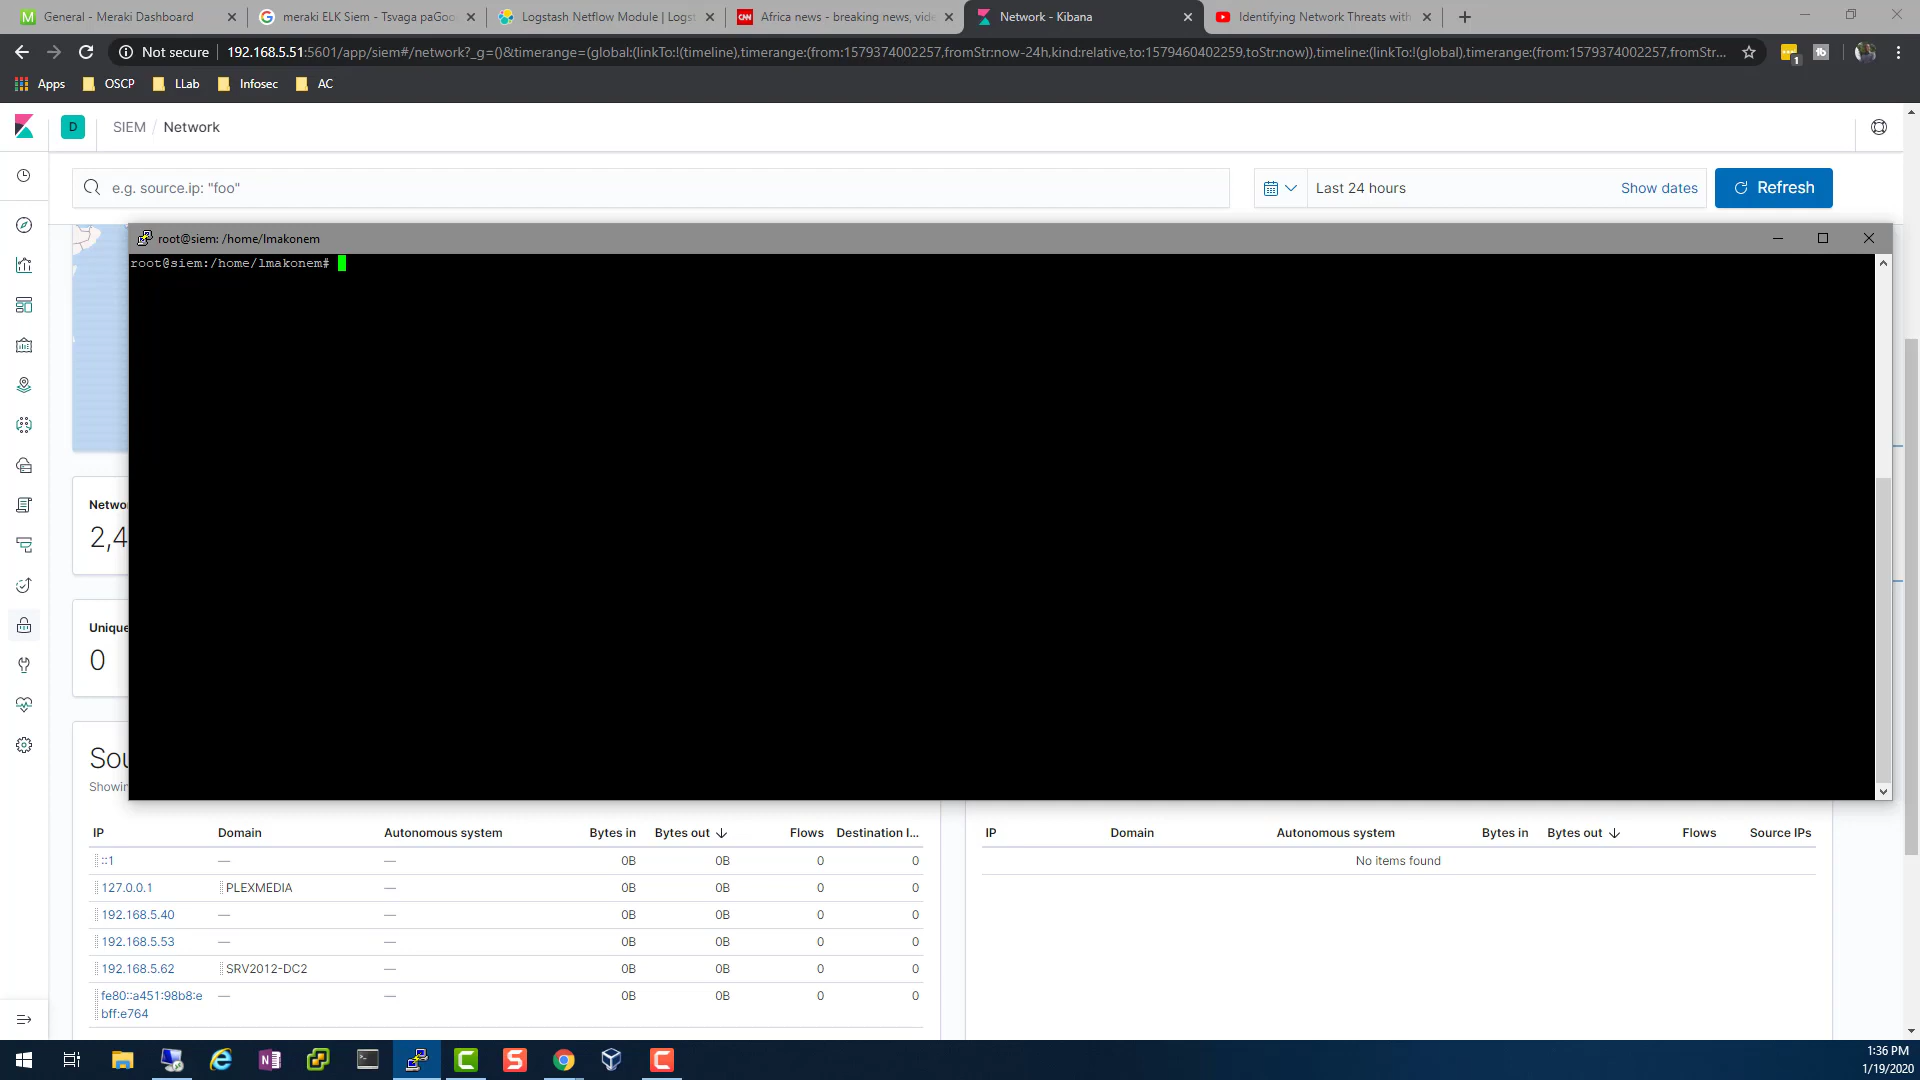 General - Meraki Dashboard
meraki ELK Siem - Tsvaga paGoo
Logstash Netflow Module | Logst
CNN
Africa news - breaking news, vide
Network - Kibana
Identifying Network Threats with
Not secure
192.168.5.51:5601/app/siem#/network?_g=()&timerange=(global:(linkTo:!(timeline),timerange:(from:1579374002257,fromStr:now-24h,kind:relative,to:1579460402259,toStr:now)),timeline:(linkTo:!(global),timerange:(from:1579374002257,fromStr...
1
Apps
OSCP
LLab
Infosec
AC
D
SIEM / Network
e.g. source.ip: "foo"
Last 24 hours
Show dates
Refresh
root@siem: /home/lmakonem
root@siem:/home/lmakonem#
Netwo
2,4
Unique
0
Sou
Showin
IP Domain Autonomous system Bytes in Bytes out Flows Destination I...
::1 — — 0B 0B 0 0
127.0.0.1 PLEXMEDIA — 0B 0B 0 0
192.168.5.40 — — 0B 0B 0 0
192.168.5.53 — — 0B 0B 0 0
192.168.5.62 SRV2012-DC2 — 0B 0B 0 0
fe80::a451:98b8:e — — 0B 0B 0 0
bff:e764
IP Domain Autonomous system Bytes in Bytes out Flows Source IPs
No items found
1:36 PM
1/19/2020